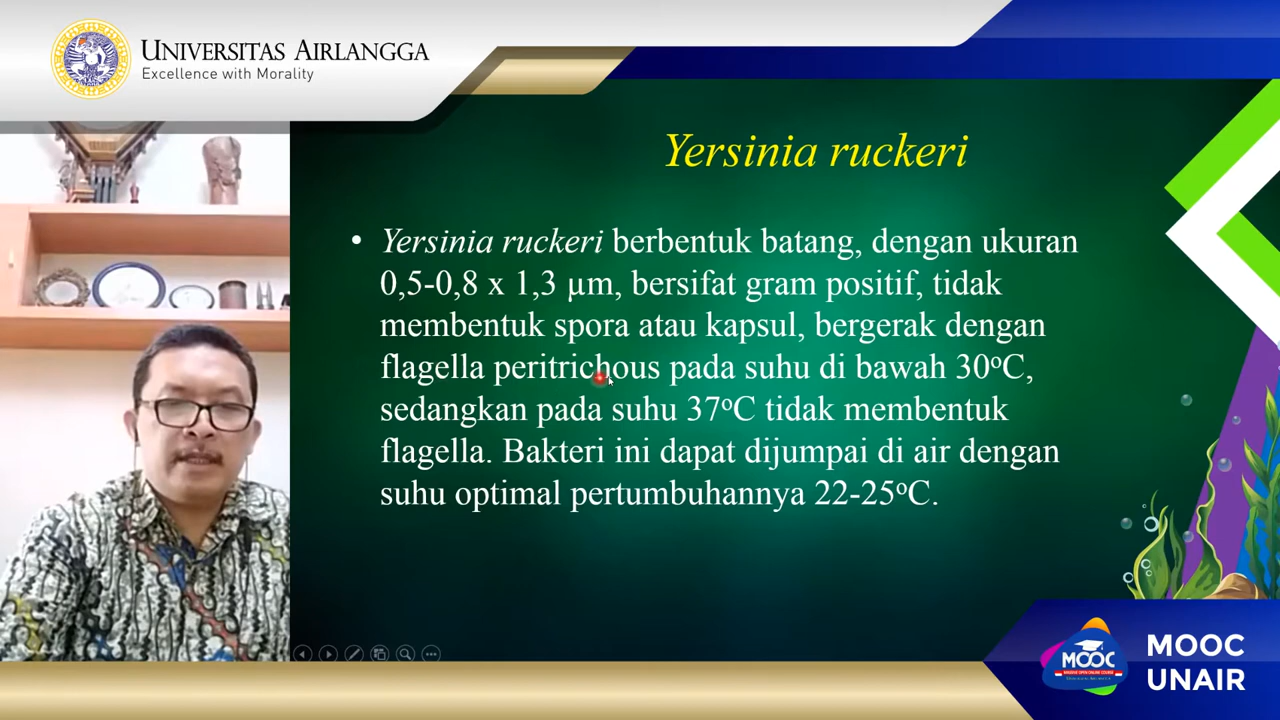 UNIVERSITAS AIRLANGGA
Excellence with Morality
Yersinia ruckeri
• Yersinia ruckeri berbentuk batang, dengan ukuran
0,5-0,8 x 1,3 µm, bersifat gram positif, tidak
membentuk spora atau kapsul, bergerak dengan
flagella peritrichous pada suhu di bawah 30ºC,
sedangkan pada suhu 37ºC tidak membentuk
flagella. Bakteri ini dapat dijumpai di air dengan
suhu optimal pertumbuhannya 22-25ºC.
MOOC
MOOC
UNAIR